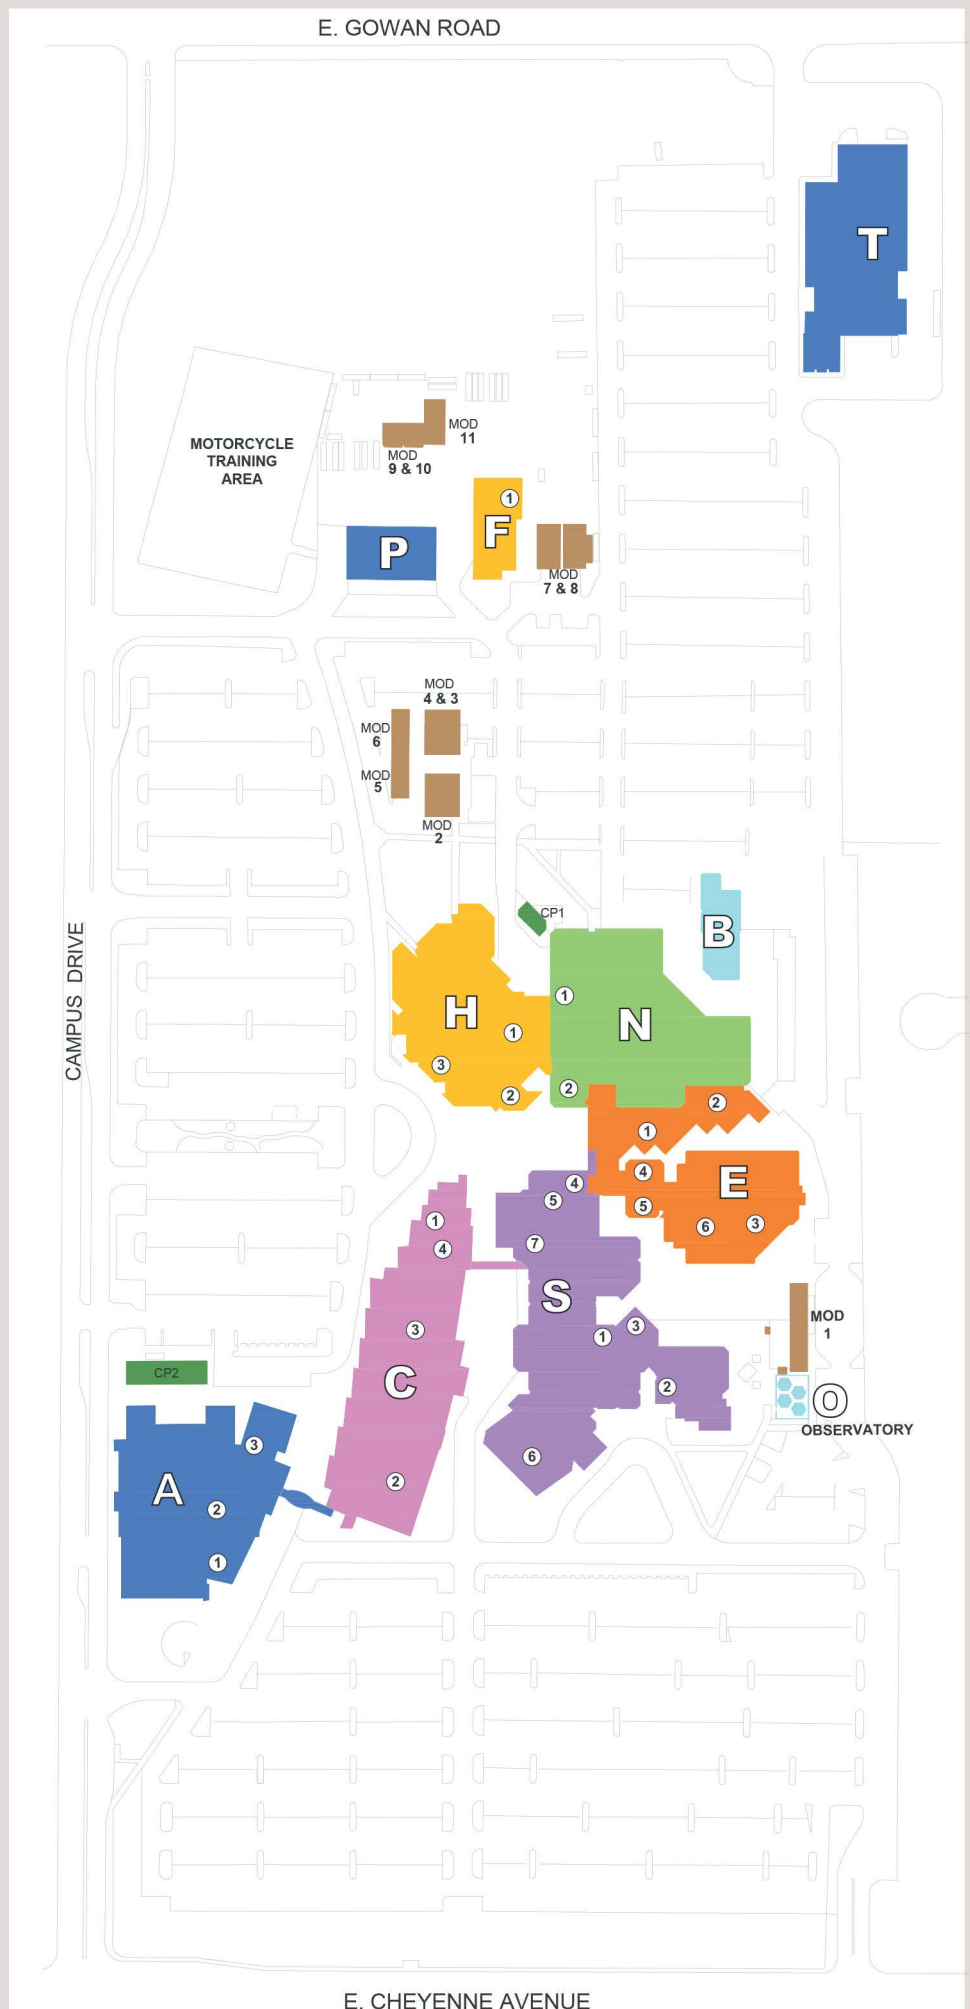 E. GOWAN ROAD
T
MOTORCYCLE
TRAINING
AREA
MOD
11
MOD
9 & 10
1
F
P
MOD
7 & 8
MOD
4 & 3
MOD
6
MOD
5
MOD
2
CP1
B
CAMPUS DRIVE
H
1
3
2
1
N
2
2
1
4
E
5
6
3
4
5
7
S
1
3
2
6
1
4
3
C
2
MOD
1
O
OBSERVATORY
CP2
3
A
2
1
E. CHEYENNE AVENUE